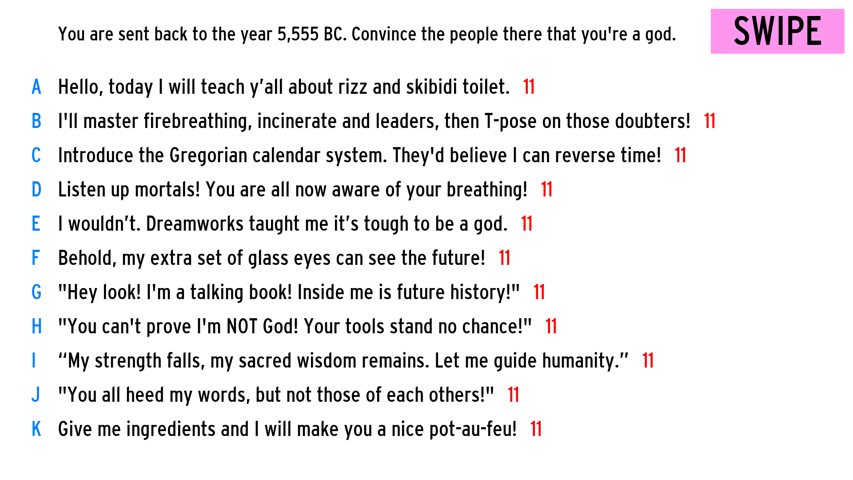 You are sent back to the year 5,555 BC. Convince the people there that you're a god.
SWIPE
A Hello, today I will teach y’all about rizz and skibidi toilet. 11
B I'll master firebreathing, incinerate and leaders, then T-pose on those doubters! 11
C Introduce the Gregorian calendar system. They'd believe I can reverse time! 11
D Listen up mortals! You are all now aware of your breathing! 11
E I wouldn’t. Dreamworks taught me it’s tough to be a god. 11
F Behold, my extra set of glass eyes can see the future! 11
G "Hey look! I'm a talking book! Inside me is future history!" 11
H "You can't prove I'm NOT God! Your tools stand no chance!" 11
I “My strength falls, my sacred wisdom remains. Let me guide humanity.” 11
J "You all heed my words, but not those of each others!" 11
K Give me ingredients and I will make you a nice pot-au-feu! 11